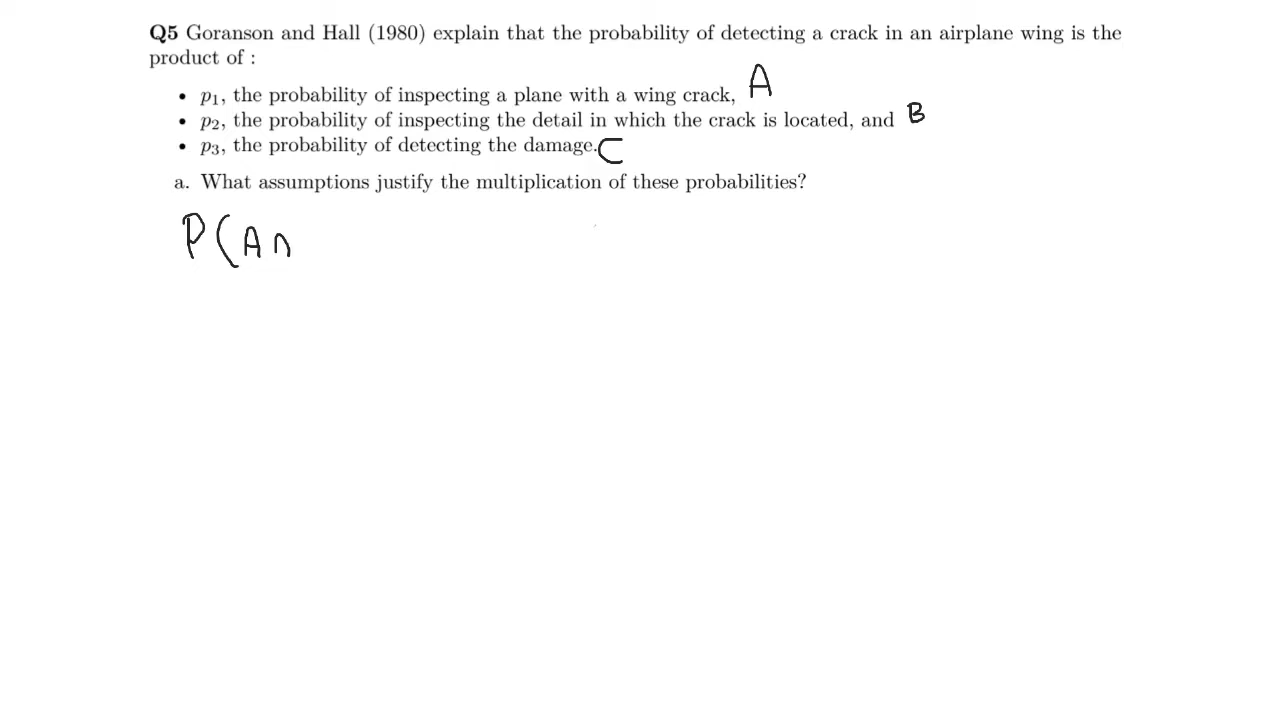 Q5 Goranson and Hall (1980) explain that the probability of detecting a crack in an airplane wing is the
product of :
• p₁, the probability of inspecting a plane with a wing crack, A
• p₂, the probability of inspecting the detail in which the crack is located, and B
• p₃, the probability of detecting the damage. C
a. What assumptions justify the multiplication of these probabilities?
P(A∩